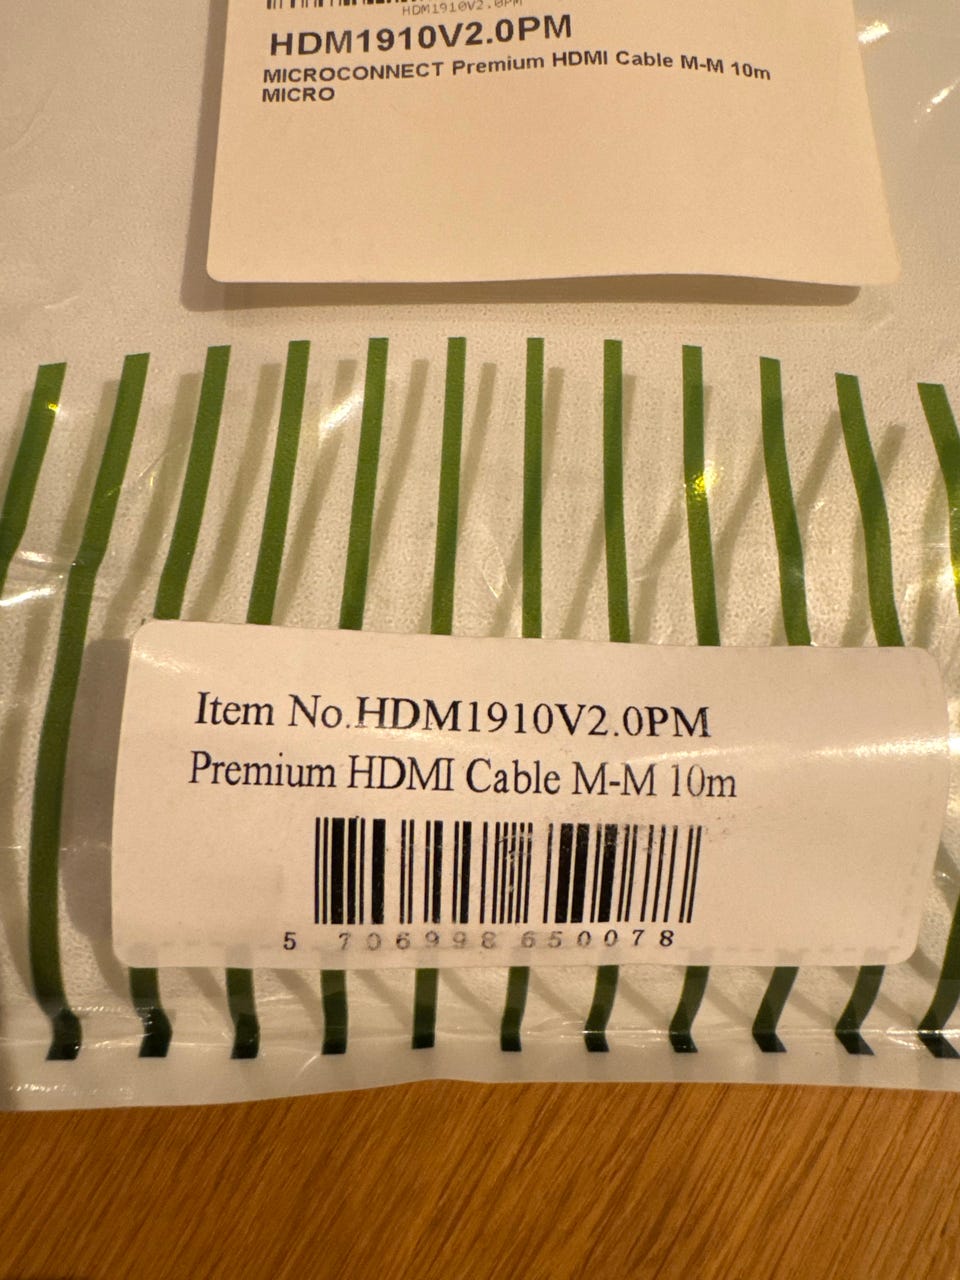 HDM1910V2.0PM
HDM1910V2.0PM
MICROCONNECT Premium HDMI Cable M-M 10m
MICRO
Item No.HDM1910V2.0PM
Premium HDMI Cable M-M 10m
5 706998 650078